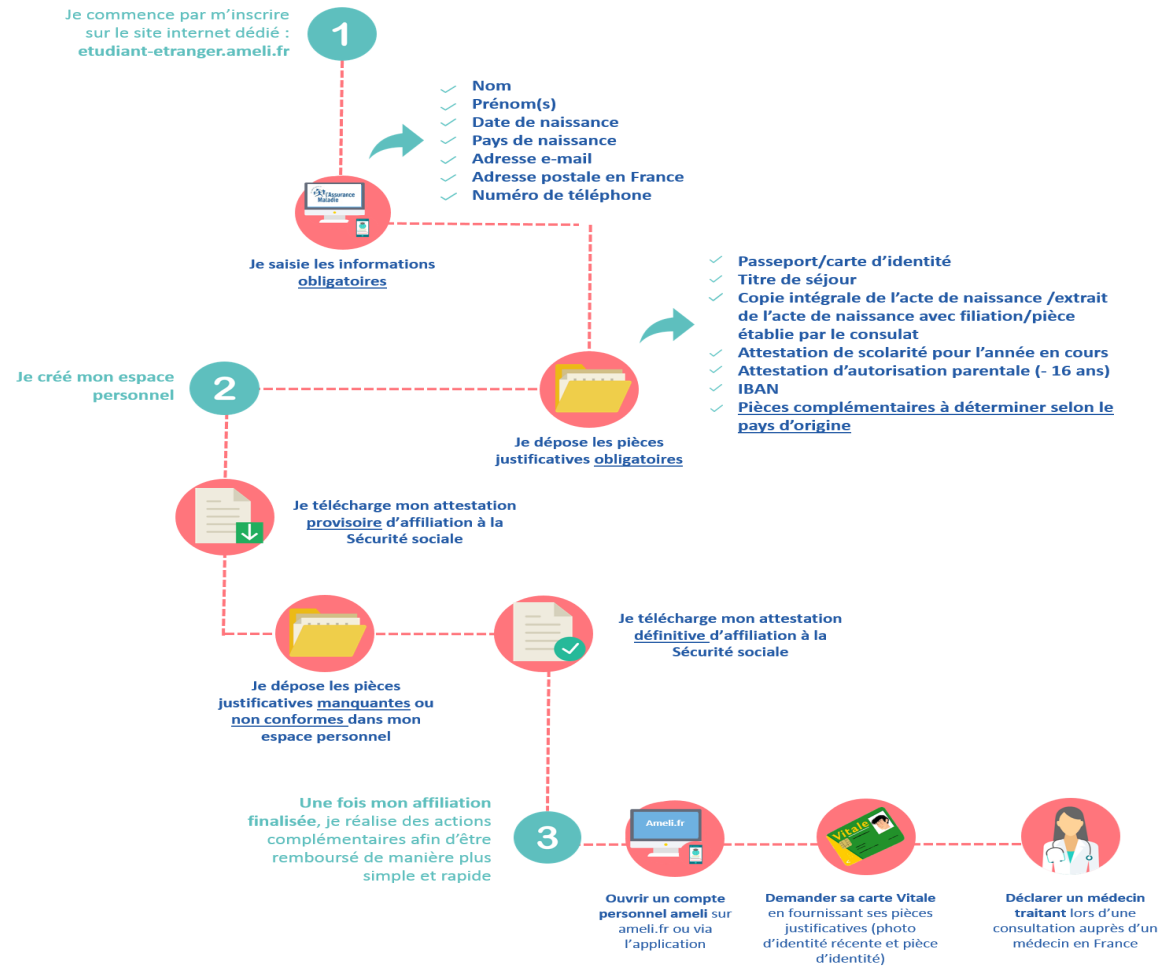 Je commence par m’inscrire
sur le site internet dédié :
etudiant-etranger.ameli.fr
1
Nom
Prénom(s)
Date de naissance
Pays de naissance
Adresse e-mail
Adresse postale en France
Numéro de téléphone
l'Assurance
Maladie
Je saisie les informations
obligatoires
Passeport/carte d’identité
Titre de séjour
Copie intégrale de l’acte de naissance /extrait
de l’acte de naissance avec filiation/pièce
établie par le consulat
Attestation de scolarité pour l’année en cours
Attestation d’autorisation parentale (- 16 ans)
IBAN
Pièces complémentaires à déterminer selon le
pays d’origine
Je dépose les pièces
justificatives obligatoires
Je créé mon espace
personnel
2
Je télécharge mon attestation
provisoire d’affiliation à la
Sécurité sociale
Je dépose les pièces
justificatives manquantes ou
non conformes dans mon
espace personnel
Je télécharge mon attestation
définitive d’affiliation à la
Sécurité sociale
Une fois mon affiliation
finalisée, je réalise des actions
complémentaires afin d’être
remboursé de manière plus
simple et rapide
3
Ameli.fr
Ouvrir un compte
personnel ameli sur
ameli.fr ou via
l’application
Vitale
Demander sa carte Vitale
en fournissant ses pièces
justificatives (photo
d’identité récente et pièce
d’identité)
Déclarer un médecin
traitant lors d’une
consultation auprès d’un
médecin en France